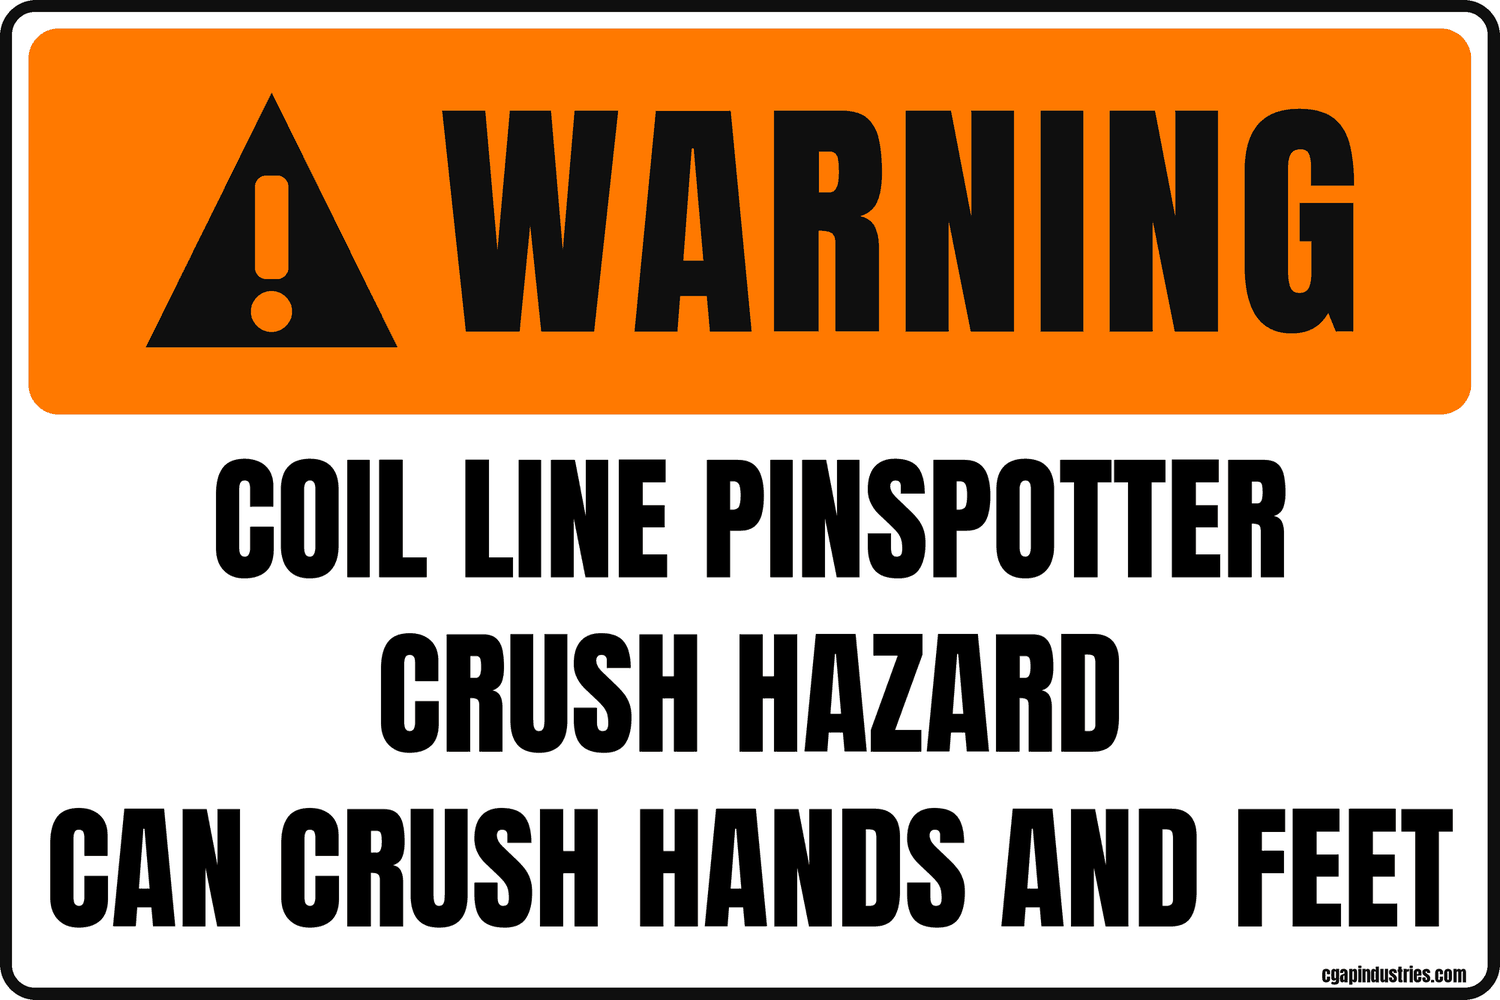 WARNING
COIL LINE PINSPOTTER
CRUSH HAZARD
CAN CRUSH HANDS AND FEET
cgapindustries.com